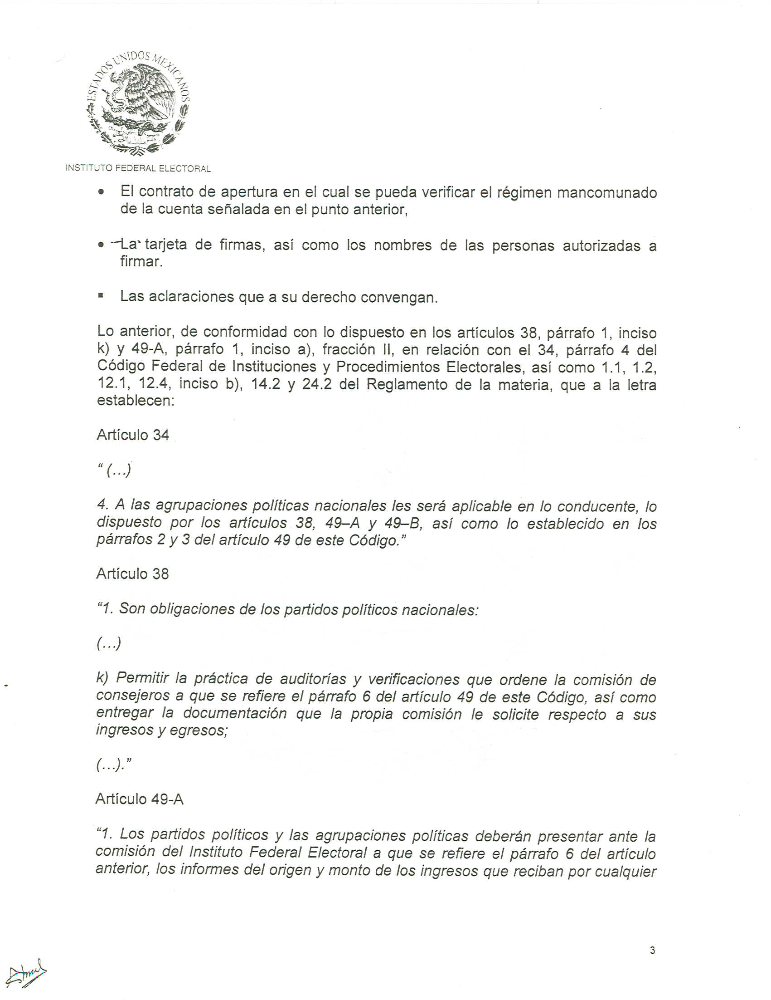 ESTADOS UNIDOS MEXICANOS
INSTITUTO FEDERAL ELECTORAL
• El contrato de apertura en el cual se pueda verificar el régimen mancomunado
de la cuenta señalada en el punto anterior,
• La tarjeta de firmas, así como los nombres de las personas autorizadas a
firmar.
▪ Las aclaraciones que a su derecho convengan.
Lo anterior, de conformidad con lo dispuesto en los artículos 38, párrafo 1, inciso
k) y 49-A, párrafo 1, inciso a), fracción II, en relación con el 34, párrafo 4 del
Código Federal de Instituciones y Procedimientos Electorales, así como 1.1, 1.2,
12.1, 12.4, inciso b), 14.2 y 24.2 del Reglamento de la materia, que a la letra
establecen:
Artículo 34
“ (...)
4. A las agrupaciones políticas nacionales les será aplicable en lo conducente, lo
dispuesto por los artículos 38, 49–A y 49–B, así como lo establecido en los
párrafos 2 y 3 del artículo 49 de este Código.”
Artículo 38
“1. Son obligaciones de los partidos políticos nacionales:
(...)
k) Permitir la práctica de auditorías y verificaciones que ordene la comisión de
consejeros a que se refiere el párrafo 6 del artículo 49 de este Código, así como
entregar la documentación que la propia comisión le solicite respecto a sus
ingresos y egresos;
(...).”
Artículo 49-A
“1. Los partidos políticos y las agrupaciones políticas deberán presentar ante la
comisión del Instituto Federal Electoral a que se refiere el párrafo 6 del artículo
anterior, los informes del origen y monto de los ingresos que reciban por cualquier
3